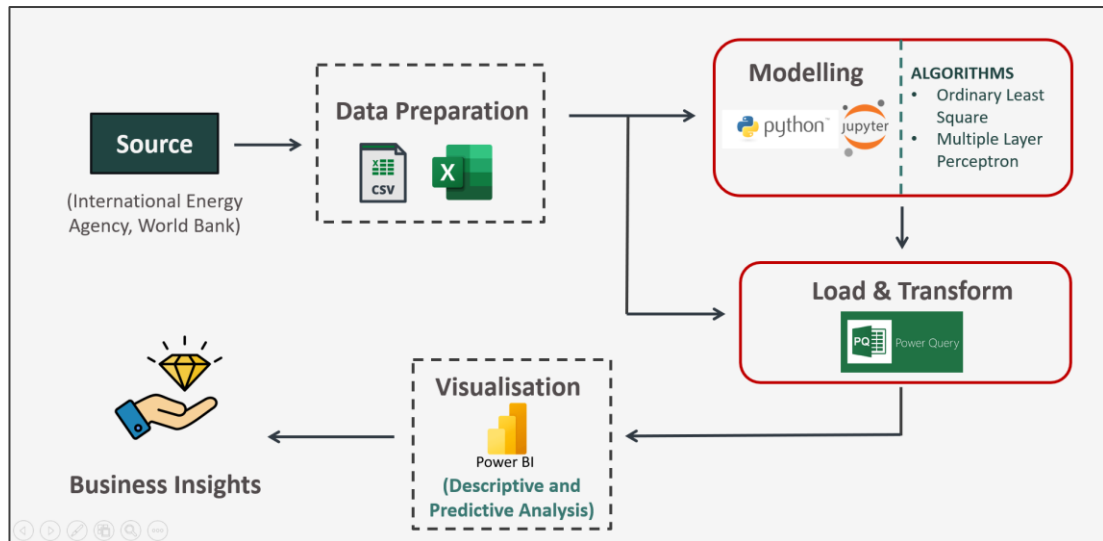 Source
(International Energy
Agency, World Bank)
Data Preparation
CSV
X
Modelling
python™
jupyter
ALGORITHMS
• Ordinary Least
Square
• Multiple Layer
Perceptron
Load & Transform
PQ
Power Query
Visualisation
Power BI
(Descriptive and
Predictive Analysis)
Business Insights